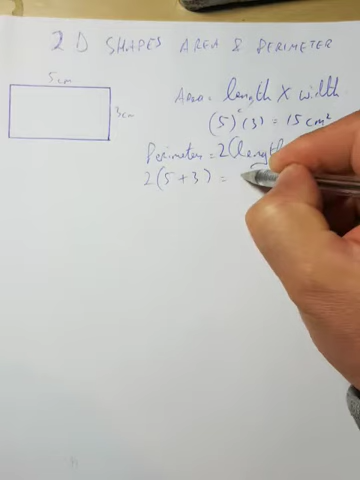 2D SHAPES AREA & PERIMETER
5cm
3cm
Area = length X width
(5) (3) = 15 cm²
Perimeter = 2(length
2(5+3) =